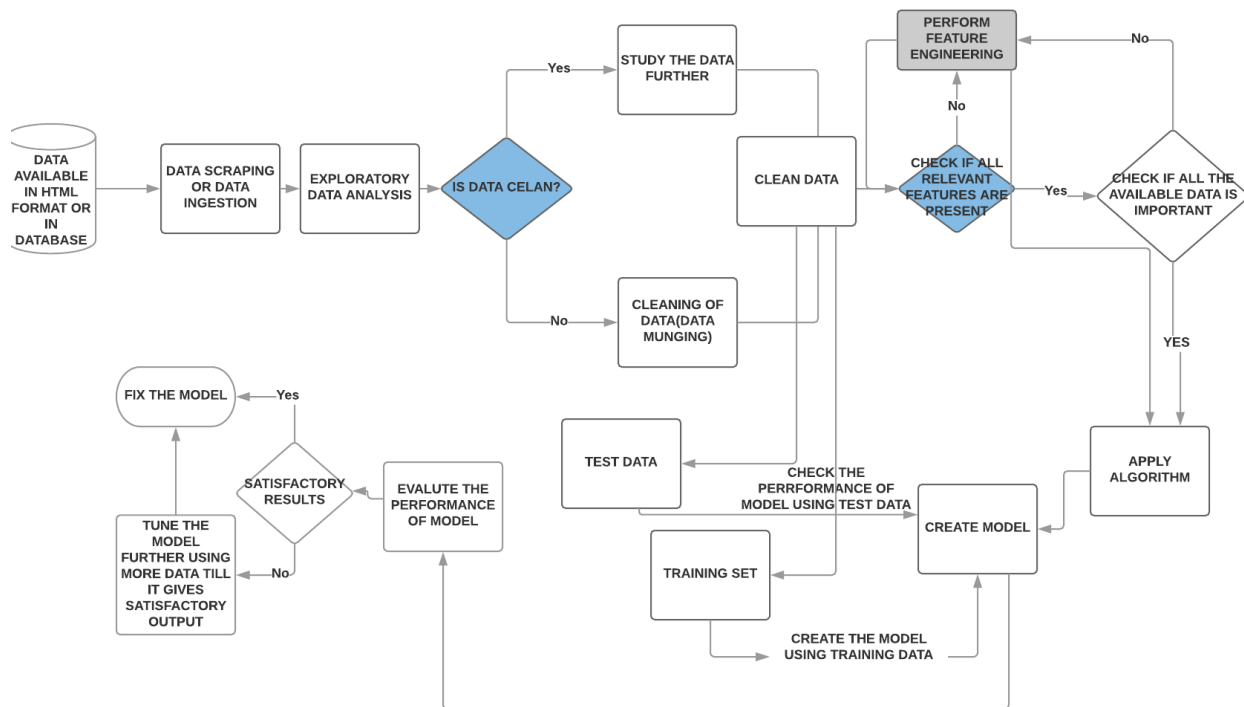 DATA
AVAILABLE
IN HTML
FORMAT OR
IN
DATABASE
DATA SCRAPING
OR DATA
INGESTION
EXPLORATORY
DATA ANALYSIS
IS DATA CELAN?
Yes
No
STUDY THE DATA
FURTHER
CLEANING OF
DATA(DATA
MUNGING)
CLEAN DATA
PERFORM
FEATURE
ENGINEERING
No
CHECK IF ALL
RELEVANT
FEATURES ARE
PRESENT
Yes
No
CHECK IF ALL THE
AVAILABLE DATA IS
IMPORTANT
YES
APPLY
ALGORITHM
TEST DATA
CHECK THE
PERRFORMANCE OF
MODEL USING TEST DATA
CREATE MODEL
TRAINING SET
CREATE THE MODEL
USING TRAINING DATA
EVALUTE THE
PERFORMANCE
OF MODEL
SATISFACTORY
RESULTS
Yes
No
FIX THE MODEL
TUNE THE
MODEL
FURTHER USING
MORE DATA TILL
IT GIVES
SATISFACTORY
OUTPUT